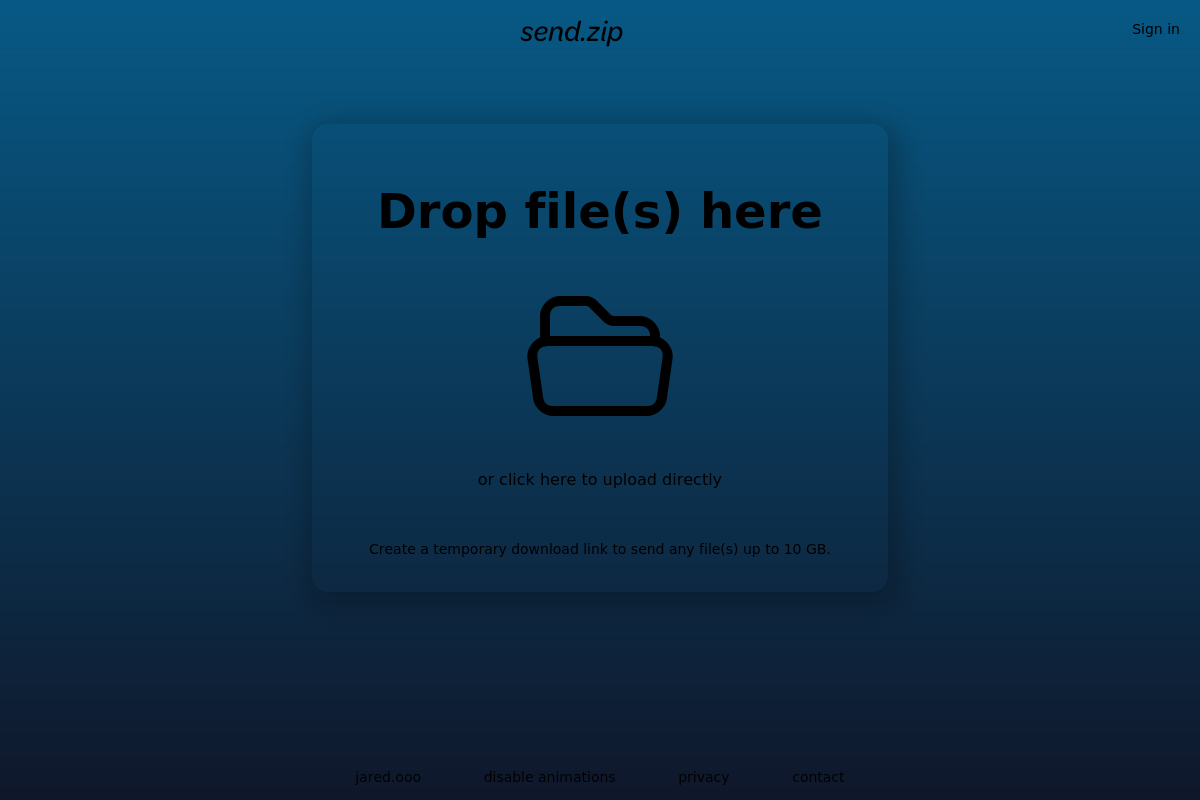 send.zip
Sign in
Drop file(s) here
or click here to upload directly
Create a temporary download link to send any file(s) up to 10 GB.
jared.ooo disable animations privacy contact